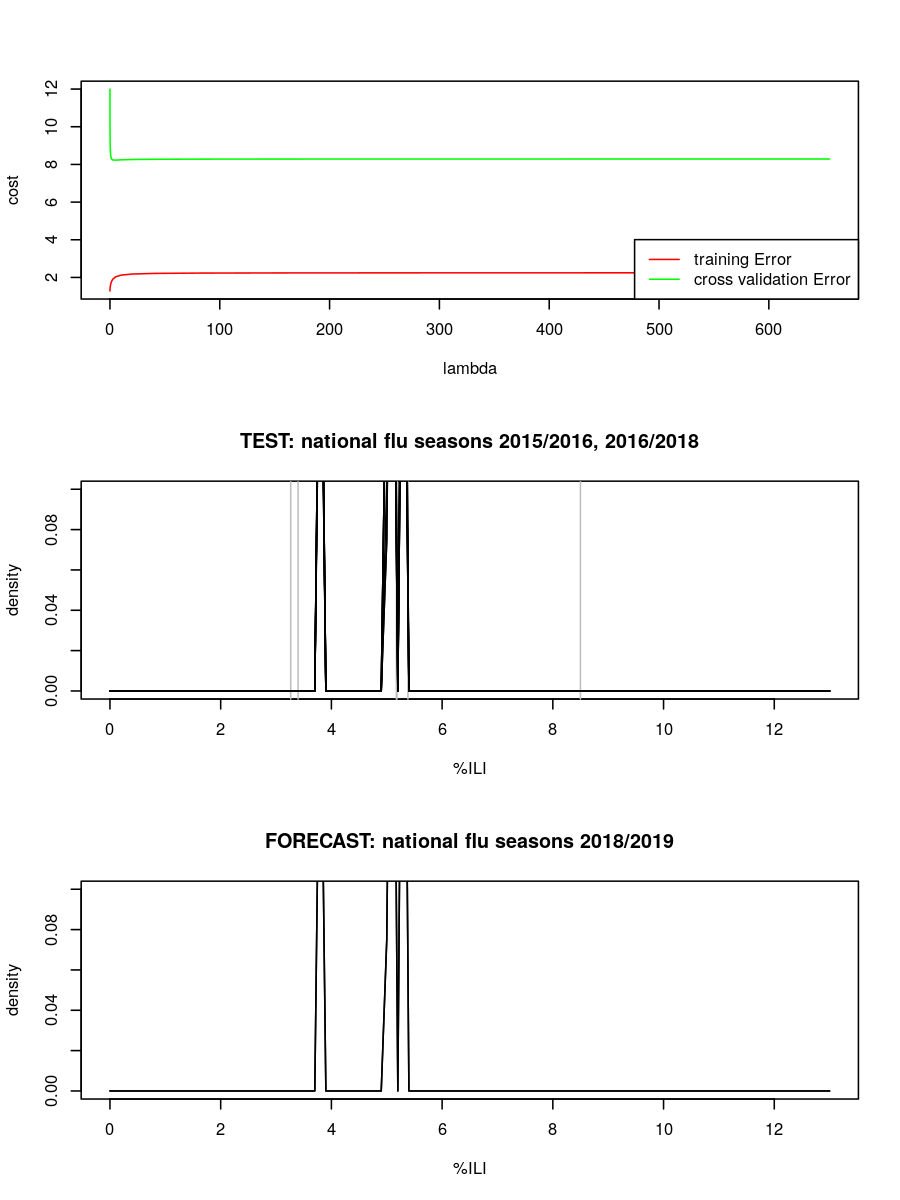 12
10
8
6
4
2
cost
training Error
cross validation Error
0 100 200 300 400 500 600
lambda
TEST: national flu seasons 2015/2016, 2016/2018
0.08
0.04
0.00
density
0 2 4 6 8 10 12
%ILI
FORECAST: national flu seasons 2018/2019
0.08
0.04
0.00
density
0 2 4 6 8 10 12
%ILI